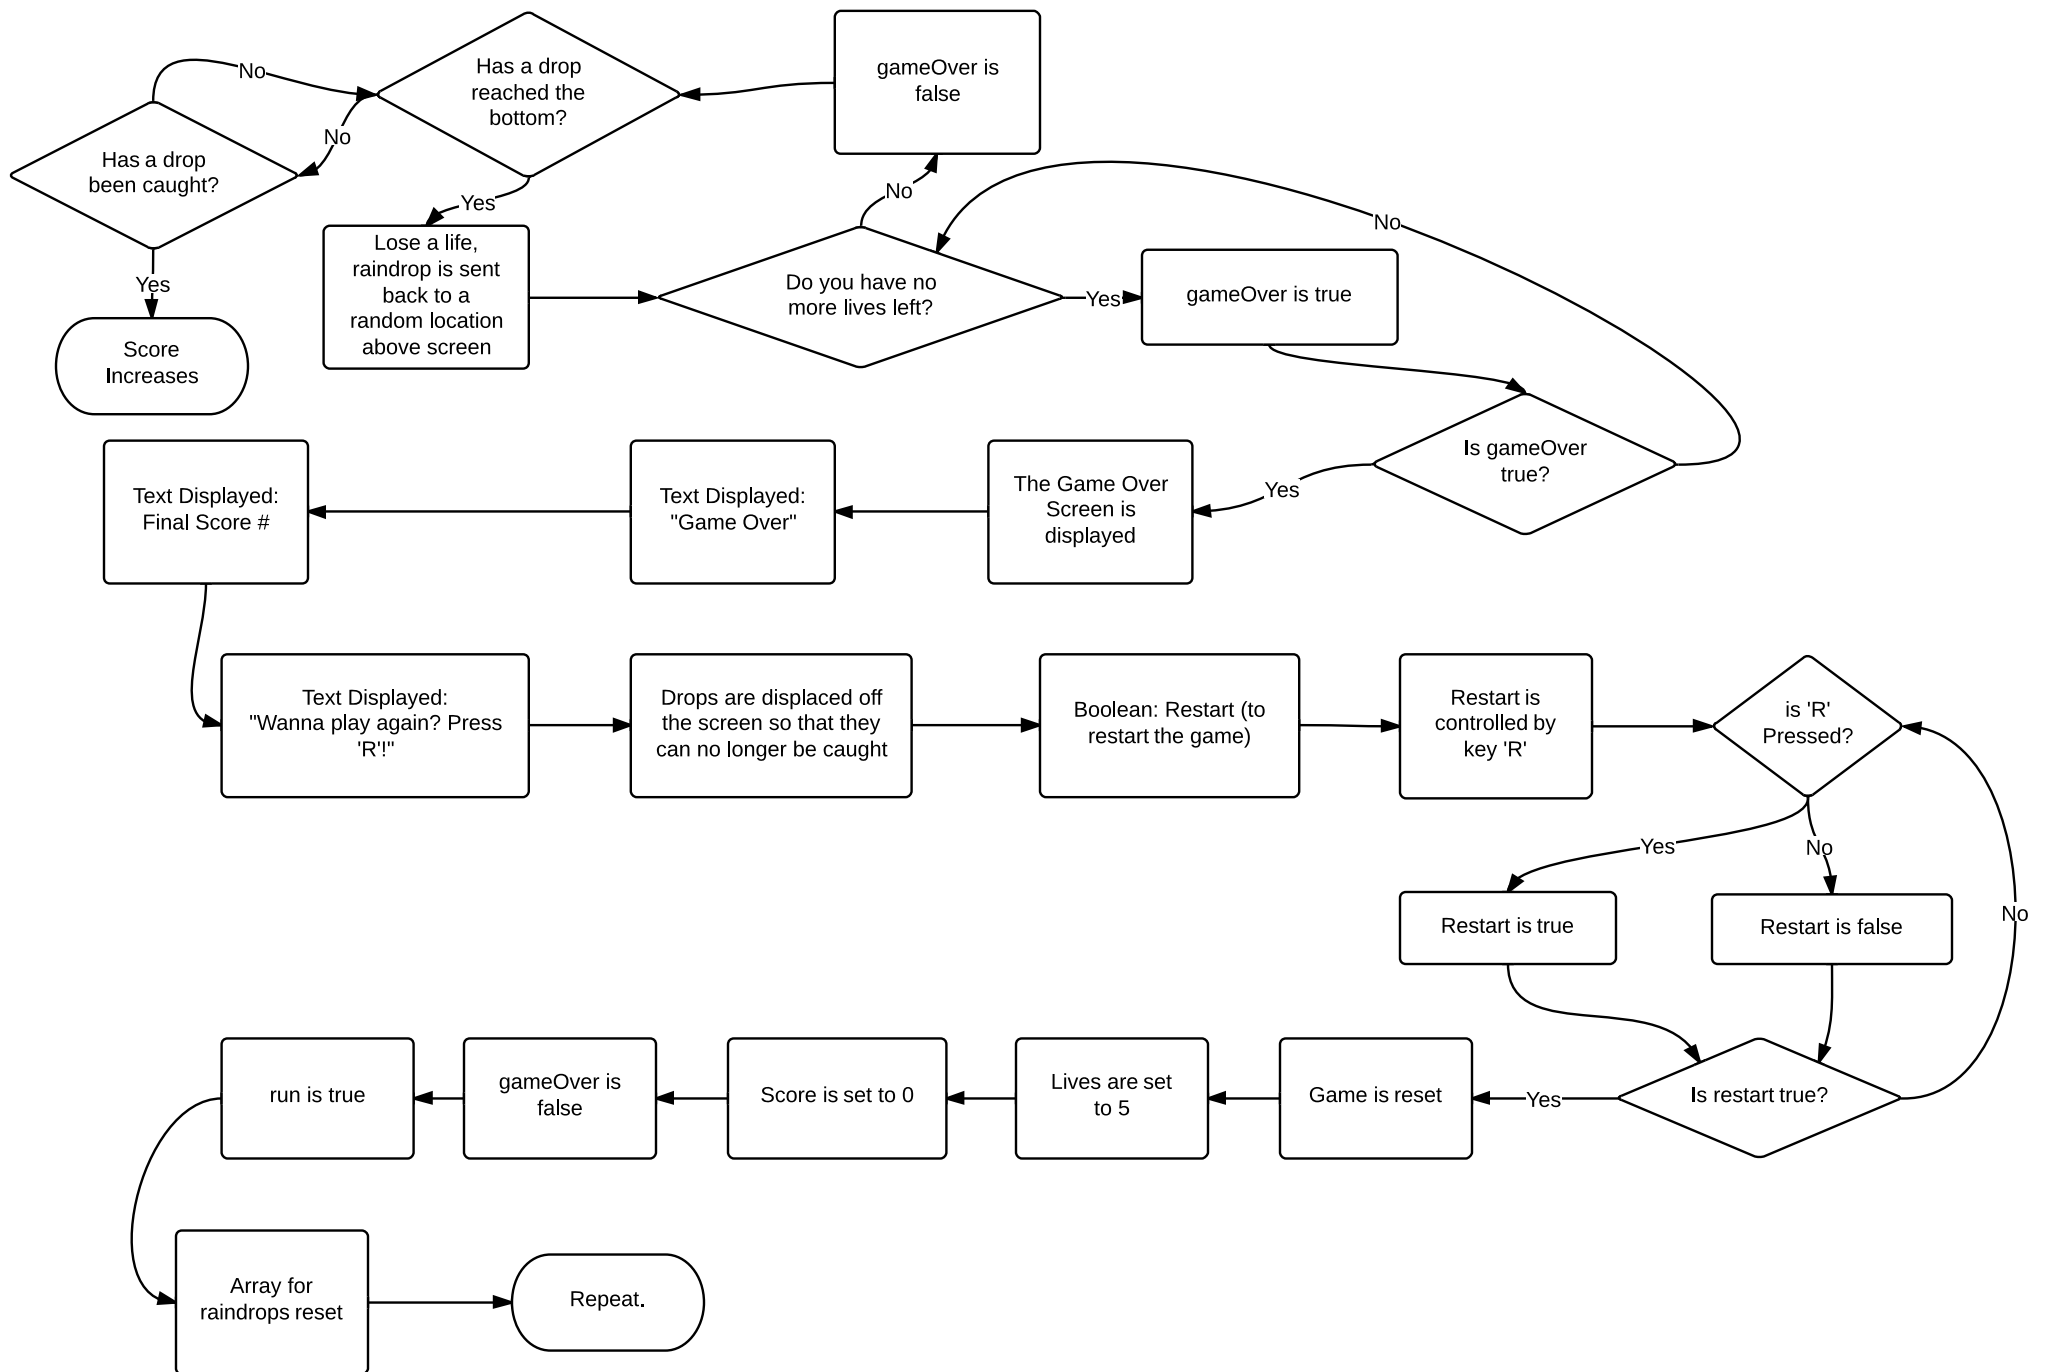 Has a drop
reached the
bottom?
gameOver is
false
No
No
Has a drop
been caught?
Yes
No
No
Lose a life,
raindrop is sent
back to a
random location
above screen
Do you have no
more lives left?
Yes
gameOver is true
Yes
Score
Increases
Is gameOver
true?
Yes
The Game Over
Screen is
displayed
Text Displayed:
"Game Over"
Text Displayed:
Final Score #
Text Displayed:
"Wanna play again? Press
'R'!"
Drops are displaced off
the screen so that they
can no longer be caught
Boolean: Restart (to
restart the game)
Restart is
controlled by
key 'R'
is 'R'
Pressed?
Yes
No
No
Restart is true
Restart is false
Is restart true?
Yes
Game is reset
Lives are set
to 5
Score is set to 0
gameOver is
false
run is true
Array for
raindrops reset
Repeat.